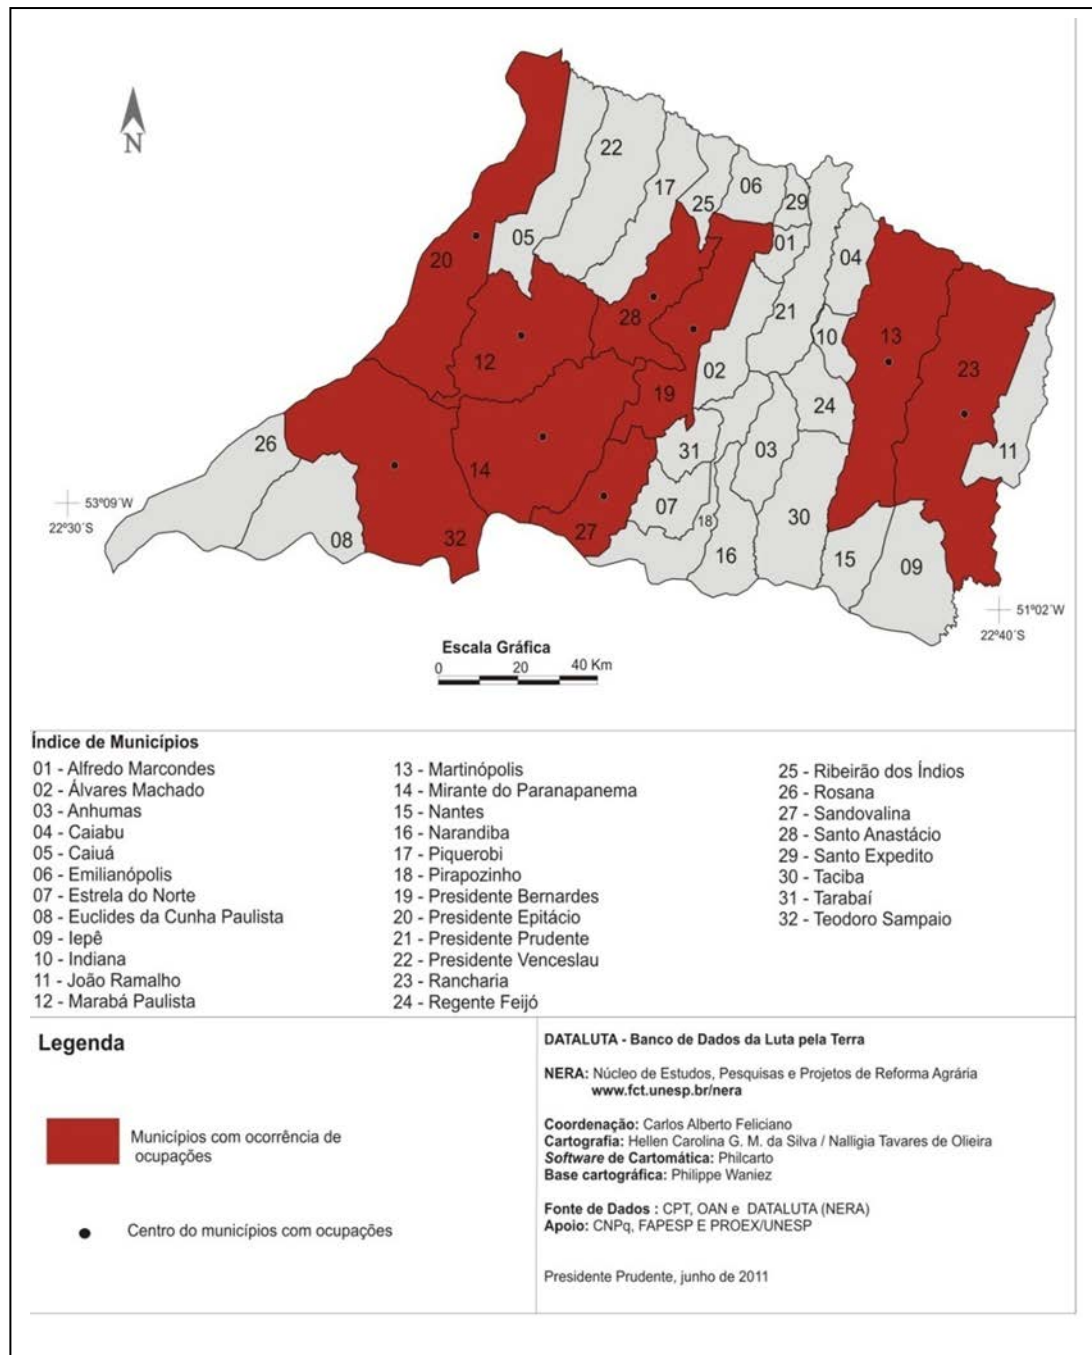 N
22
17
25
06
29
05
01
04
20
28
21
13
12
10
02
19
24
23
26
14
31
03
11
53º09´W
22º30´S
07
27
18
30
32
08
16
15
09
51º02´W
22º40´S
Escala Gráfica
0 20 40 Km
Índice de Municípios
01 - Alfredo Marcondes
02 - Álvares Machado
03 - Anhumas
04 - Caiabu
05 - Caiuá
06 - Emilianópolis
07 - Estrela do Norte
08 - Euclides da Cunha Paulista
09 - Iepê
10 - Indiana
11 - João Ramalho
12 - Marabá Paulista
13 - Martinópolis
14 - Mirante do Paranapanema
15 - Nantes
16 - Narandiba
17 - Piquerobi
18 - Pirapozinho
19 - Presidente Bernardes
20 - Presidente Epitácio
21 - Presidente Prudente
22 - Presidente Venceslau
23 - Rancharia
24 - Regente Feijó
25 - Ribeirão dos Índios
26 - Rosana
27 - Sandovalina
28 - Santo Anastácio
29 - Santo Expedito
30 - Taciba
31 - Tarabaí
32 - Teodoro Sampaio
Legenda
Municípios com ocorrência de
ocupações
Centro do municípios com ocupações
DATALUTA - Banco de Dados da Luta pela Terra
NERA: Núcleo de Estudos, Pesquisas e Projetos de Reforma Agrária
www.fct.unesp.br/nera
Coordenação: Carlos Alberto Feliciano
Cartografia: Hellen Carolina G. M. da Silva / Nalligia Tavares de Olieira
Software de Cartomática: Philcarto
Base cartográfica: Philippe Waniez
Fonte de Dados : CPT, OAN e DATALUTA (NERA)
Apoio: CNPq, FAPESP E PROEX/UNESP
Presidente Prudente, junho de 2011